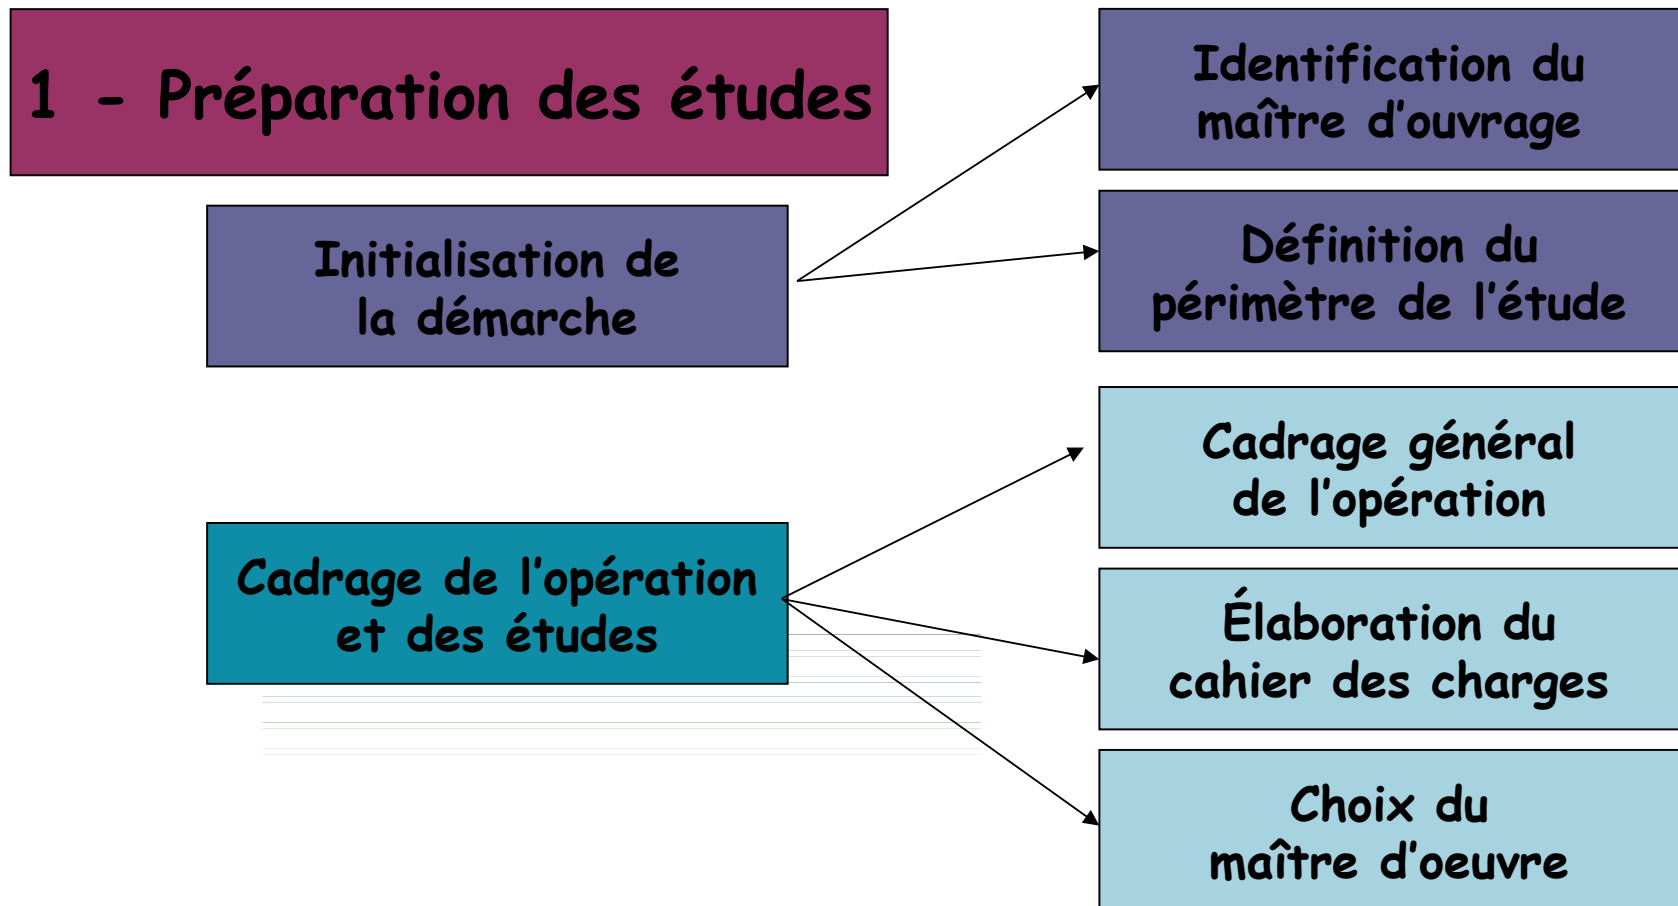 1 - Préparation des études
Initialisation de
la démarche
Identification du
maître d'ouvrage
Définition du
périmètre de l'étude
Cadrage de l'opération
et des études
Cadrage général
de l'opération
Élaboration du
cahier des charges
Choix du
maître d'oeuvre